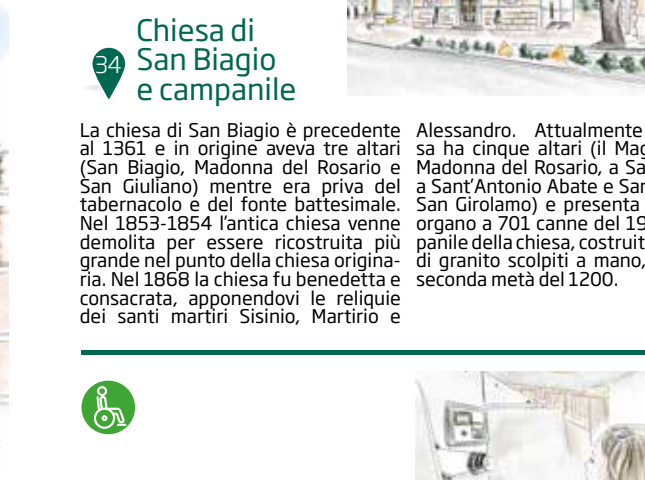 34
Chiesa di
San Biagio
e campanile
La chiesa di San Biagio è precedente
al 1361 e in origine aveva tre altari
(San Biagio, Madonna del Rosario e
San Giuliano) mentre era priva del
tabernacolo e del fonte battesimale.
Nel 1853-1854 l’antica chiesa venne
demolita per essere ricostruita più
grande nel punto della chiesa origina-
ria. Nel 1868 la chiesa fu benedetta e
consacrata, apponendovi le reliquie
dei santi martiri Sisinio, Martirio e
Alessandro. Attualmente
sa ha cinque altari (il
Madonna del Rosario, a
a Sant’Antonio Abate e
San Girolamo) e presenta
organo a 701 canne del
panile della chiesa,
di granito scolpiti a mano,
seconda metà del 1200.